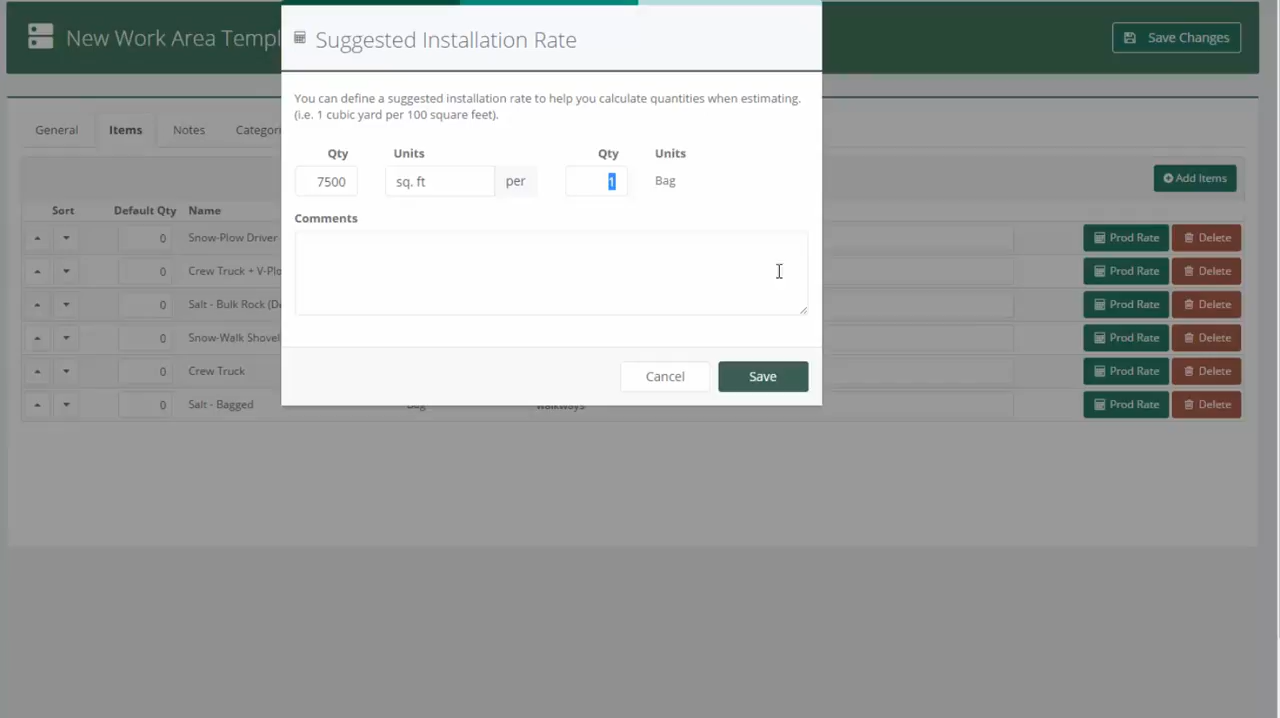 New Work Area Templ
Save Changes
Suggested Installation Rate
You can define a suggested installation rate to help you calculate quantities when estimating.
(i.e. 1 cubic yard per 100 square feet).
General
Items
Notes
Categori
Qty
Units
Qty
Units
7500
sq. ft
per
1
Bag
Add Items
Comments
Sort
Default Qty
Name
0 Snow-Plow Driver
Prod Rate
Delete
0 Crew Truck + V-Plo
Prod Rate
Delete
0 Salt - Bulk Rock (De
Prod Rate
Delete
0 Snow-Walk Shovel
Prod Rate
Delete
0 Crew Truck
Prod Rate
Delete
Cancel
Save
0 Salt - Bagged
Bag
walkways
Prod Rate
Delete